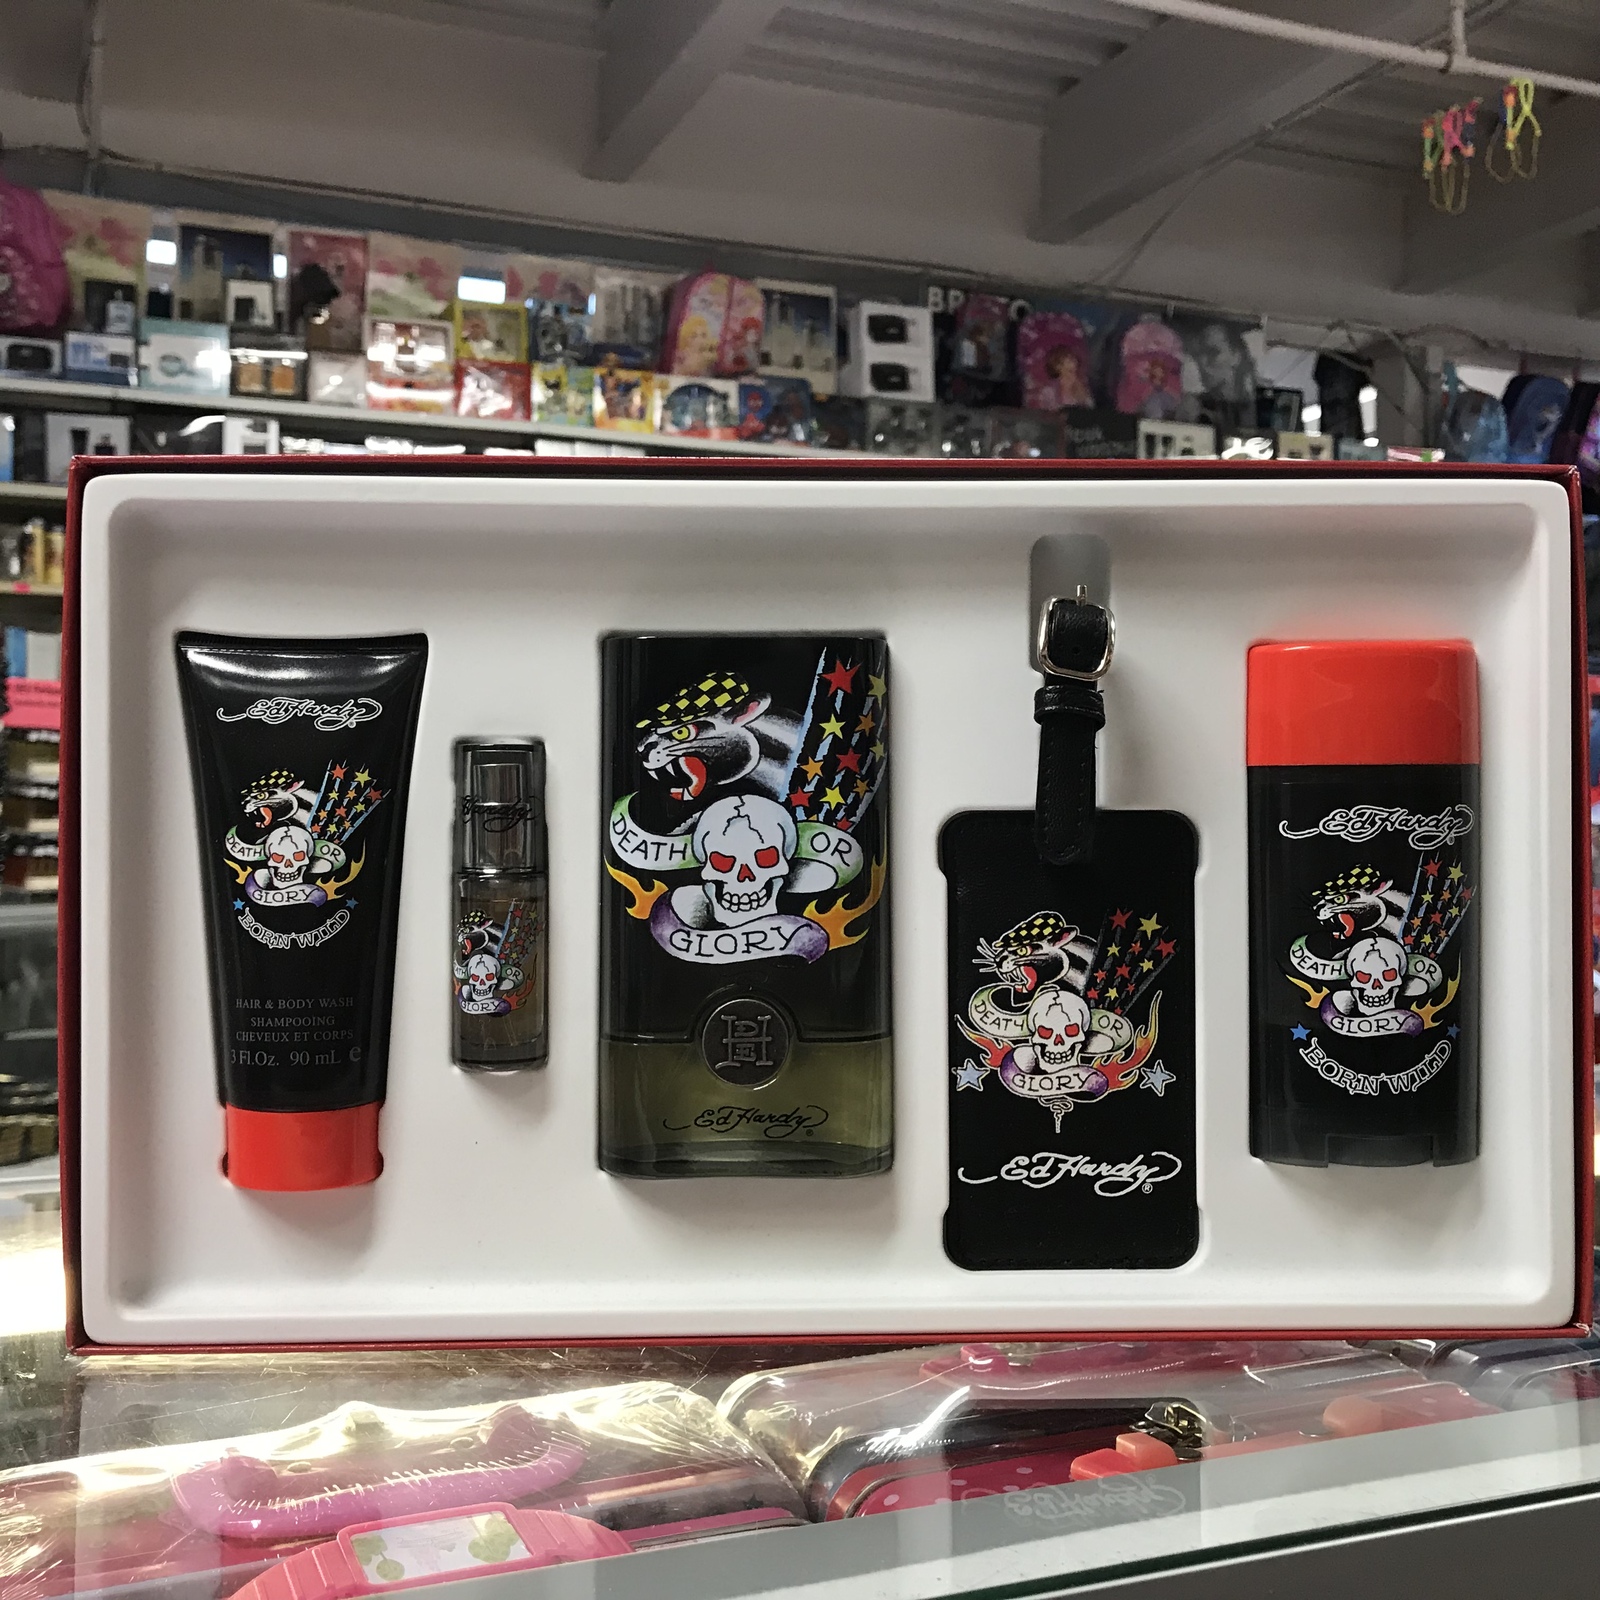 Ed Hardy®
DEATH OR
GLORY
BORN WILD
HAIR & BODY WASH
SHAMPOOING
CHEVEUX ET CORPS
3 Fl.Oz. 90 mL e
Hardy
OR
GLORY
DEATH OR
GLORY
EDH
Ed Hardy®
DEATH OR
GLORY
Ed Hardy®
Ed Hardy®
DEATH OR
GLORY
BORN WILD